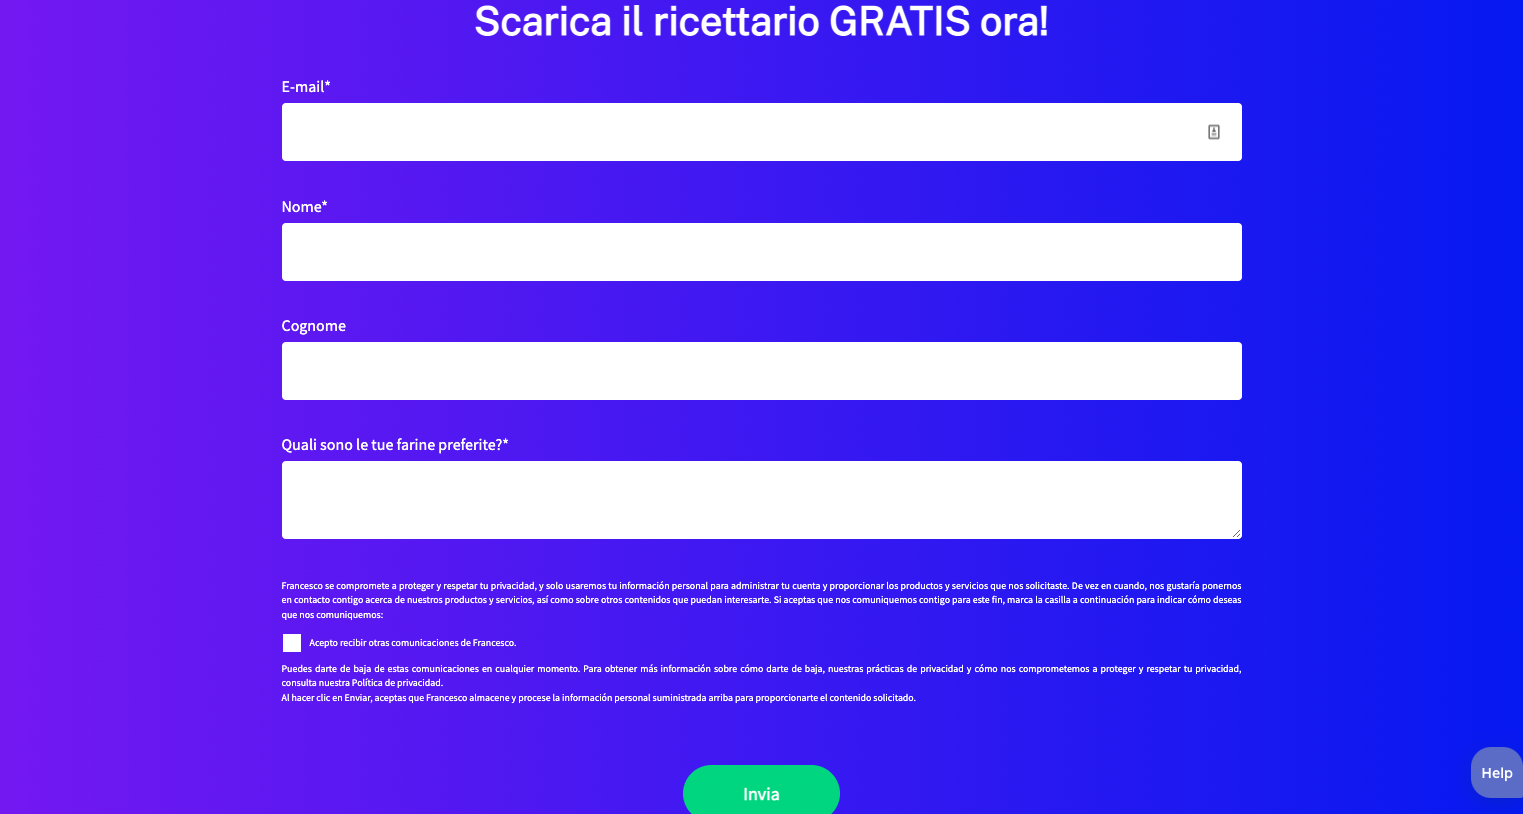 Scarica il ricettario GRATIS ora!
E-mail*
Nome*
Cognome
Quali sono le tue farine preferite?*
Francesco se compromete a proteger y respetar tu privacidad, y solo usaremos tu información personal para administrar tu cuenta y proporcionar los productos y servicios que nos solicitaste. De vez en cuando, nos gustaría ponernos
en contacto contigo acerca de nuestros productos y servicios, así como sobre otros contenidos que puedan interesarte. Si aceptas que nos comuniquemos contigo para este fin, marca la casilla a continuación para indicar cómo deseas
que nos comuniquemos:
Acepto recibir otras comunicaciones de Francesco.
Puedes darte de baja de estas comunicaciones en cualquier momento. Para obtener más información sobre cómo darte de baja, nuestras prácticas de privacidad y cómo nos comprometemos a proteger y respetar tu privacidad,
consulta nuestra Política de privacidad.
Al hacer clic en Enviar, aceptas que Francesco almacene y procese la información personal suministrada arriba para proporcionarte el contenido solicitado.
Help
Invia